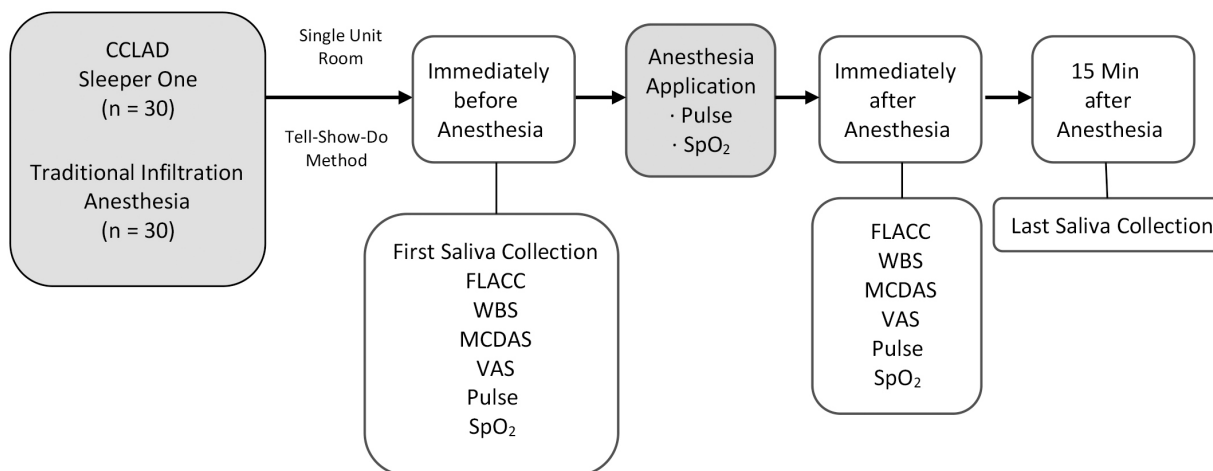 CCLAD
Sleeper One
(n = 30)
Traditional Infiltration
Anesthesia
(n = 30)
Single Unit
Room
Tell-Show-Do
Method
Immediately
before
Anesthesia
First Saliva Collection
FLACC
WBS
MCDAS
VAS
Pulse
SpO₂
Anesthesia
Application
· Pulse
· SpO₂
Immediately
after
Anesthesia
FLACC
WBS
MCDAS
VAS
Pulse
SpO₂
15 Min
after
Anesthesia
Last Saliva Collection